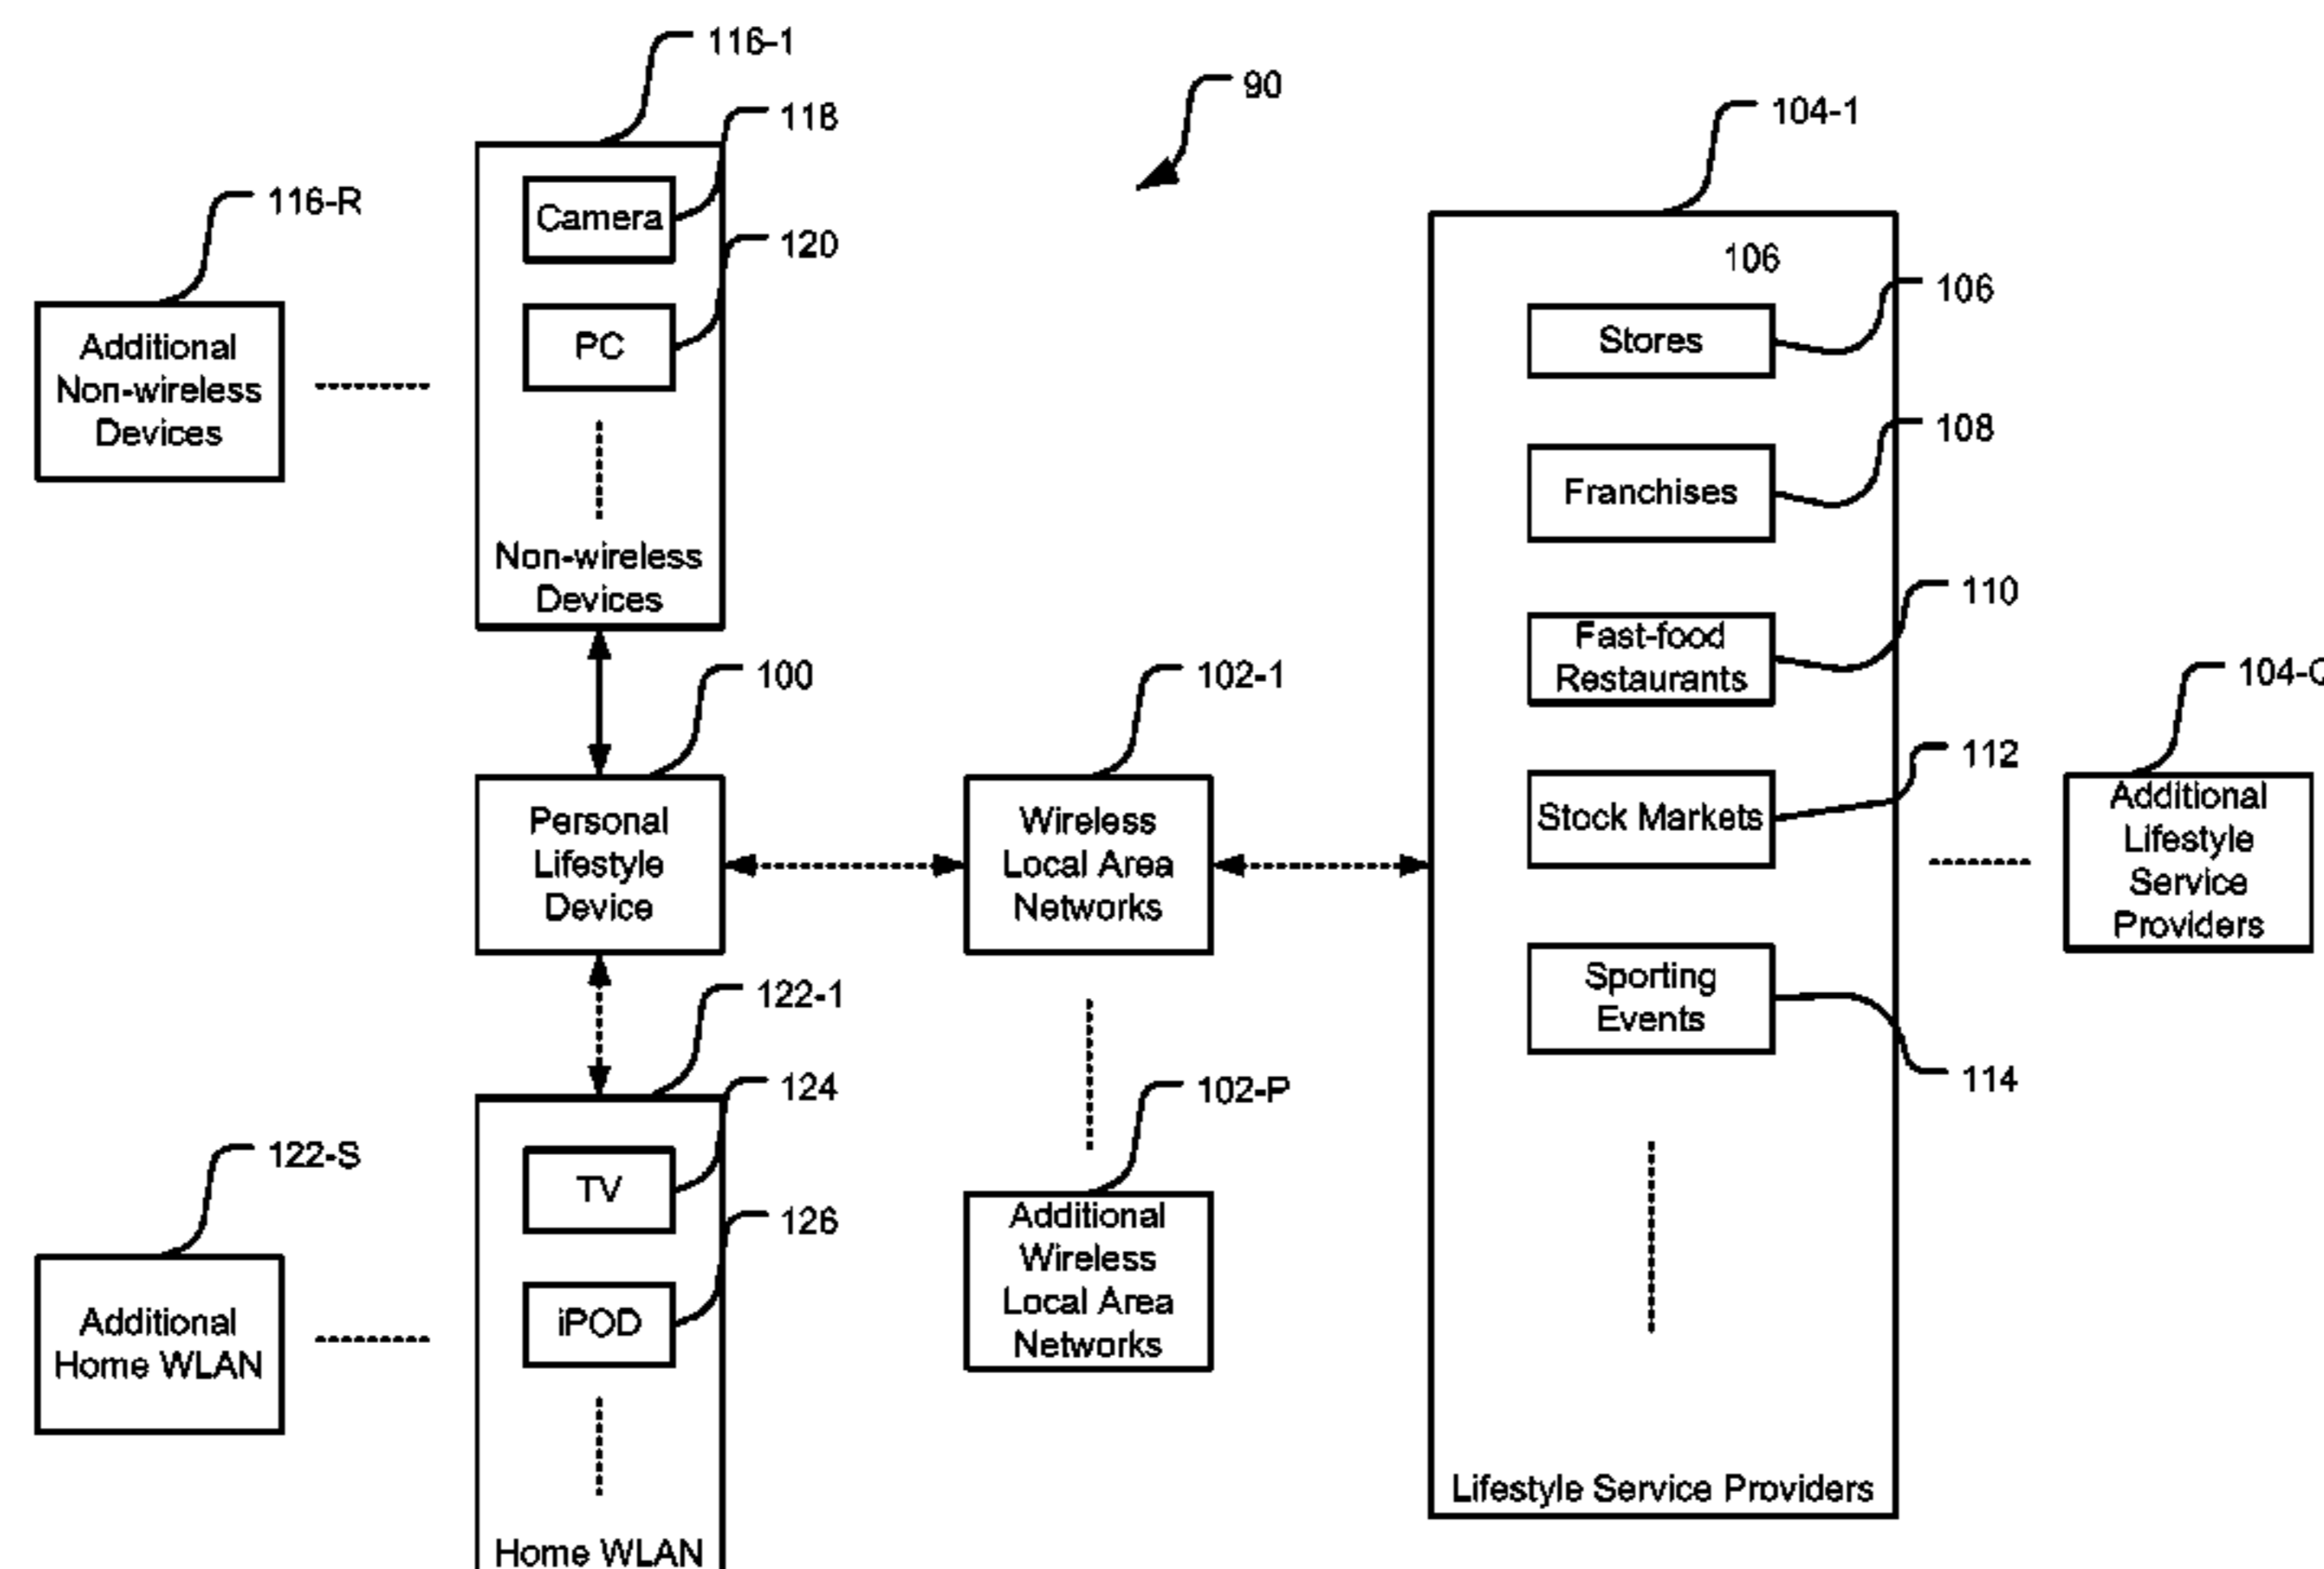 116-1
118
90
104-1
116-R
Camera
120
106
106
Additional
Non-wireless
Devices
PC
Stores
108
Franchises
Non-wireless
Devices
110
Fast-food
Restaurants
100
102-1
104-Q
112
Personal
Lifestyle
Device
Wireless
Local Area
Networks
Stock Markets
Additional
Lifestyle
Service
Providers
122-1
Sporting
Events
124
102-P
114
122-S
TV
126
Additional
Wireless
Local Area
Networks
Additional
Home WLAN
iPOD
Lifestyle Service Providers
Home WLAN